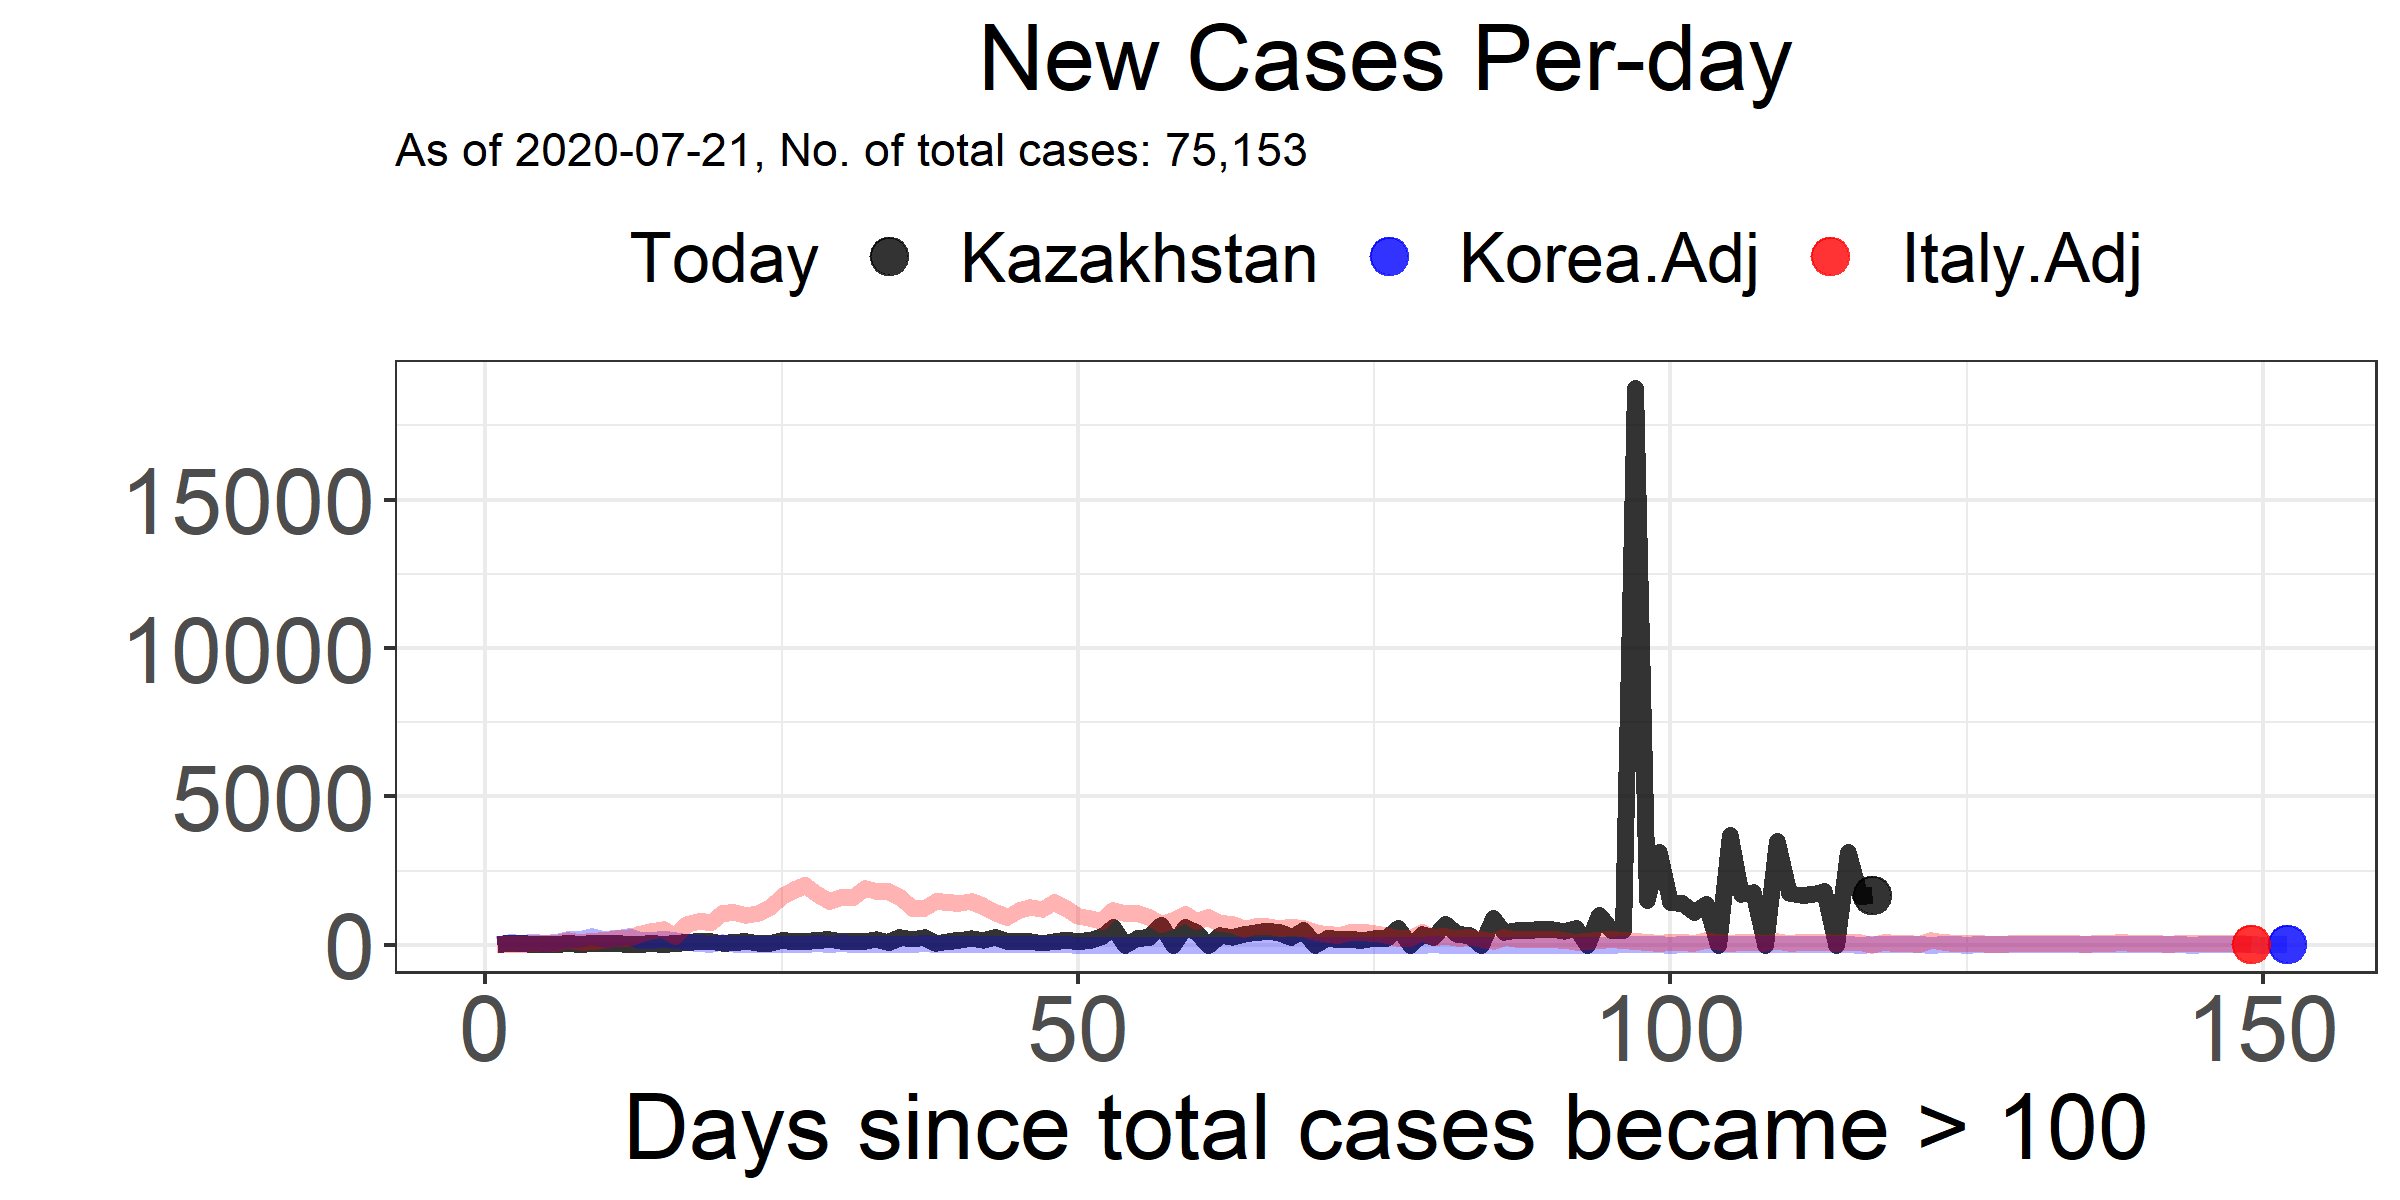 New Cases Per-day
As of 2020-07-21, No. of total cases: 75,153
Today Kazakhstan Korea.Adj Italy.Adj
15000
10000
5000
0
0 50 100 150
Days since total cases became > 100